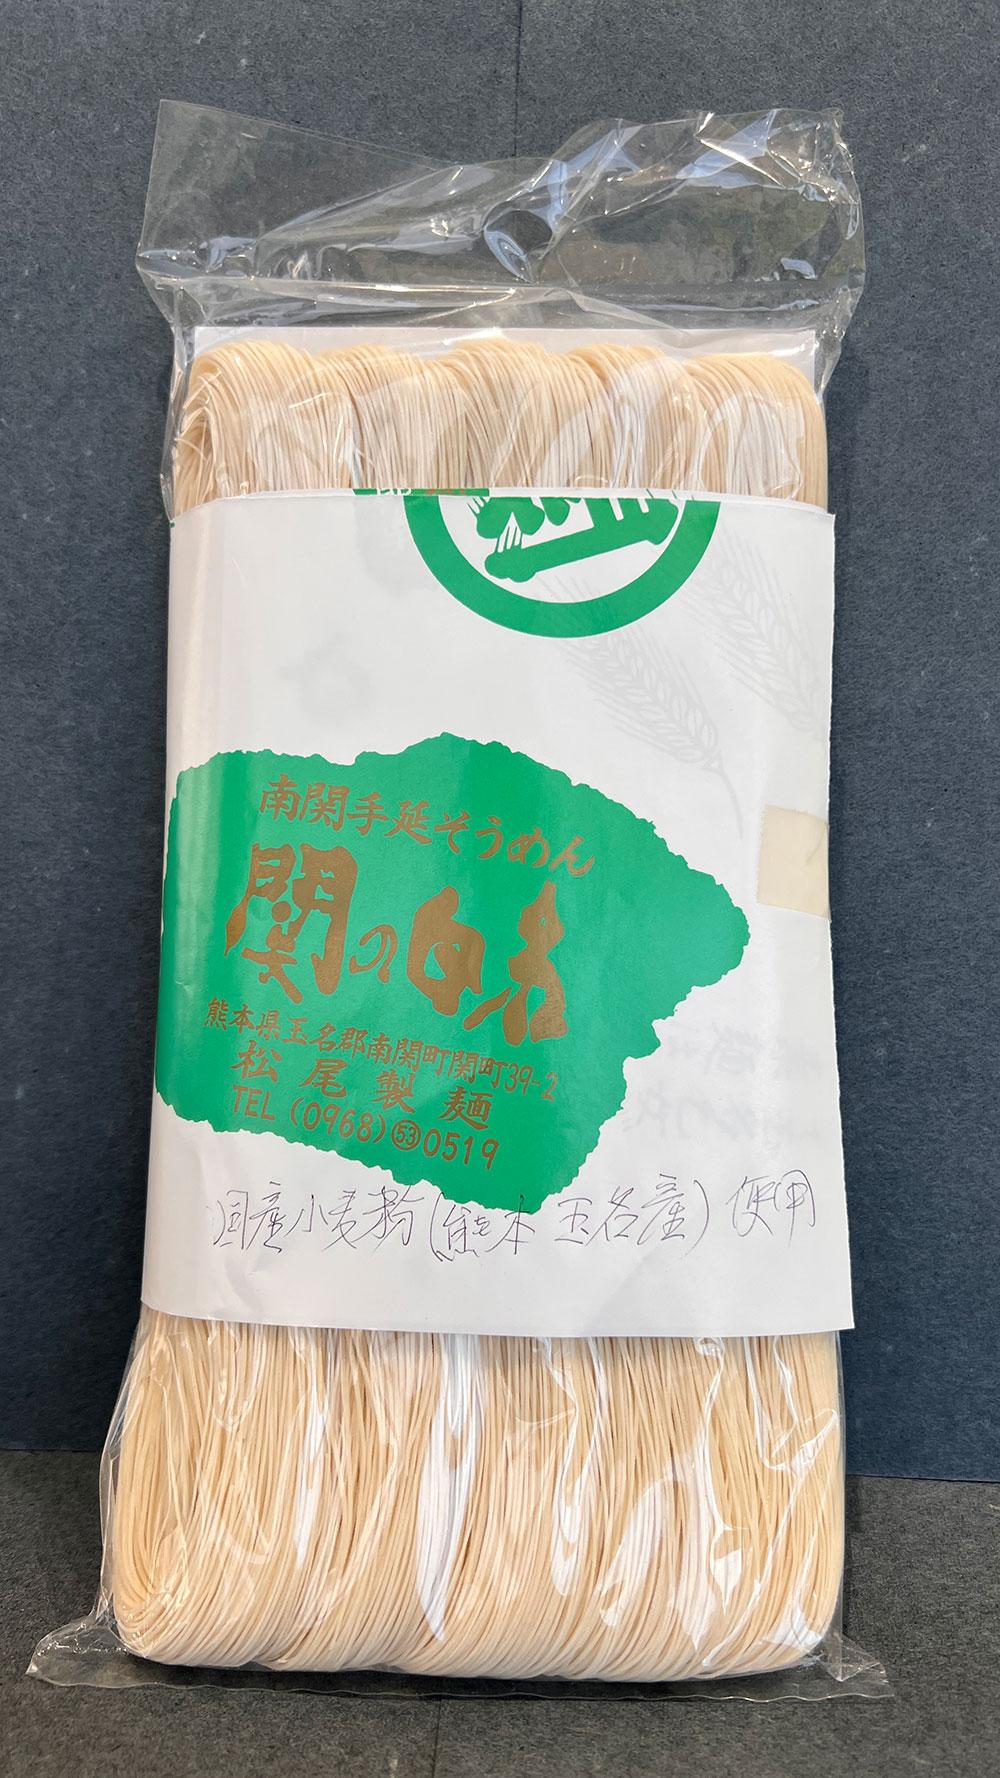 南関手延そうめん
関の白糸
熊本県玉名郡南関町関町39-2
松尾製麺
TEL (0968)㊼0519
国産小麦粉(熊本 玉名産) 使用